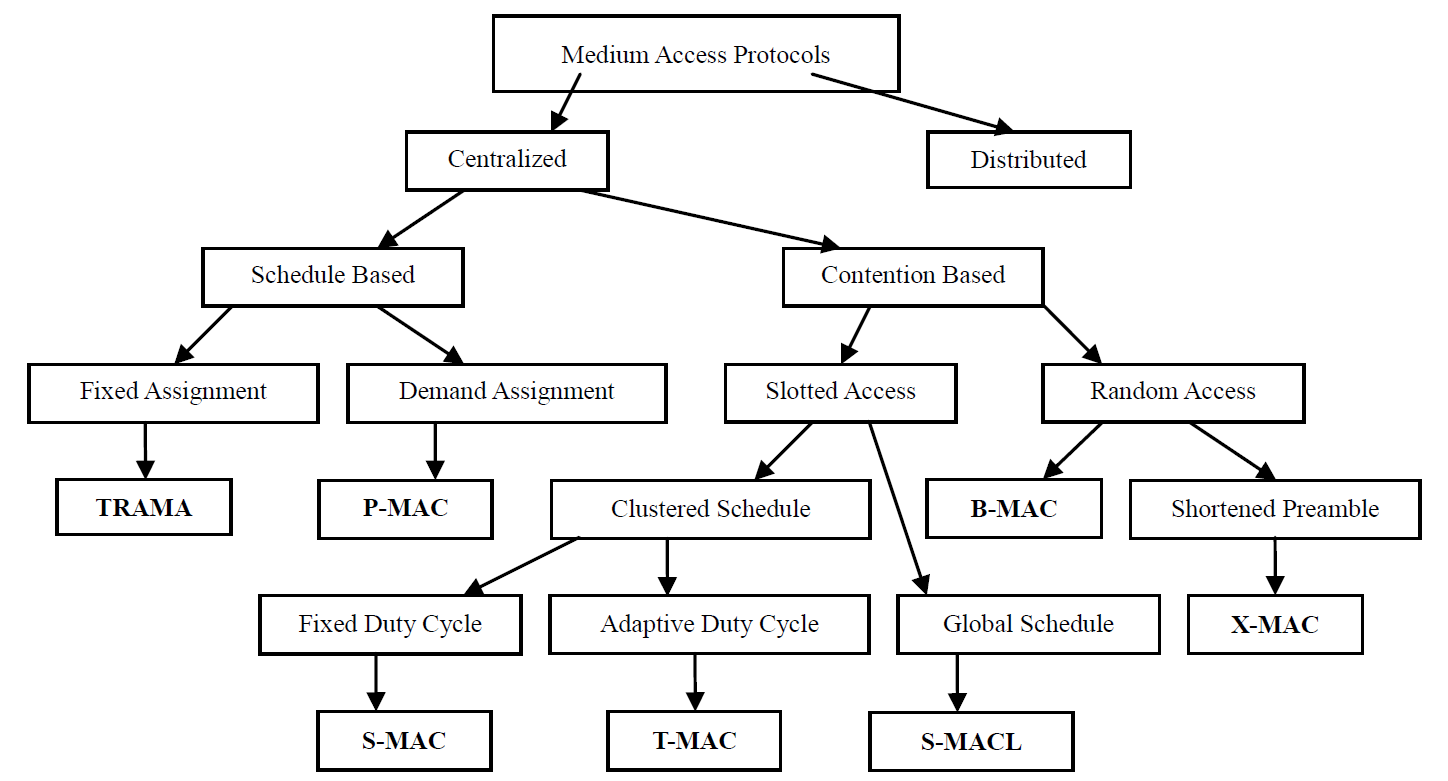 Medium Access Protocols
Centralized
Distributed
Schedule Based
Contention Based
Fixed Assignment
Demand Assignment
Slotted Access
Random Access
TRAMA
P-MAC
Clustered Schedule
B-MAC
Shortened Preamble
Fixed Duty Cycle
Adaptive Duty Cycle
Global Schedule
X-MAC
S-MAC
T-MAC
S-MACL